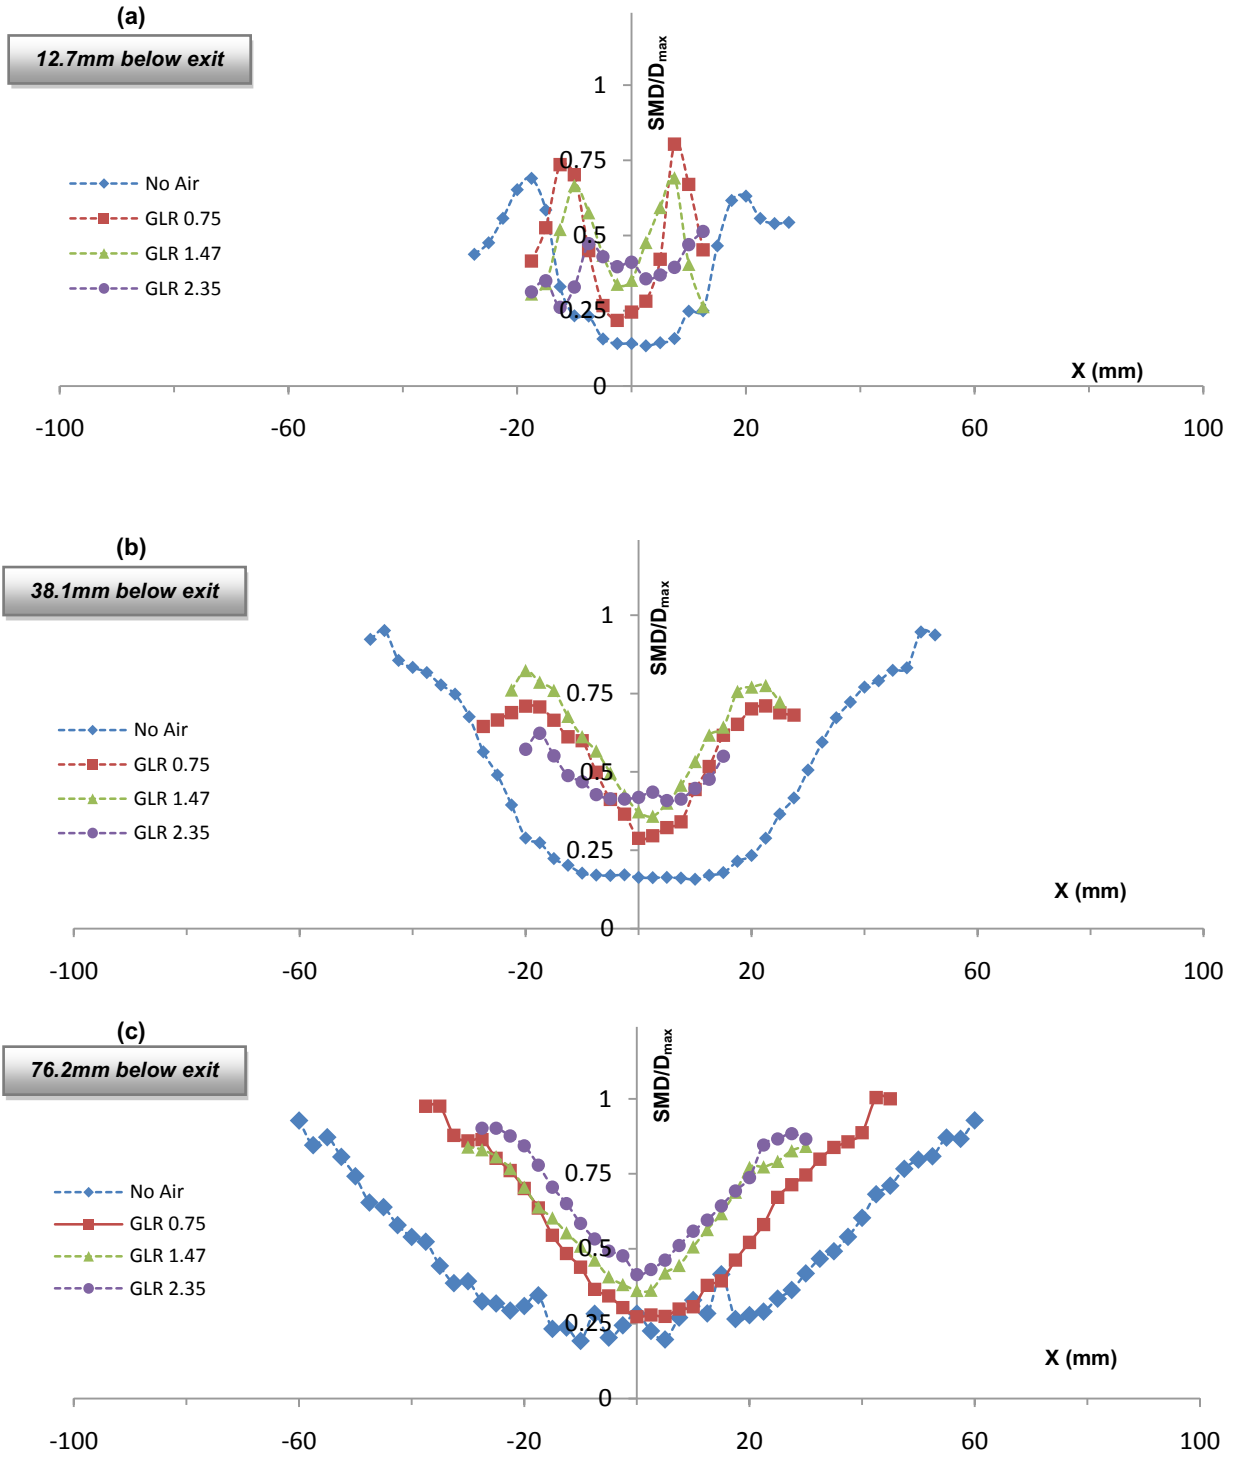 (a)
12.7mm below exit
SMD/Dmax
1
0.75
0.5
0.25
0
No Air
GLR 0.75
GLR 1.47
GLR 2.35
X (mm)
-100 -60 -20 20 60 100
(b)
38.1mm below exit
SMD/Dmax
1
0.75
0.5
0.25
0
No Air
GLR 0.75
GLR 1.47
GLR 2.35
X (mm)
-100 -60 -20 20 60 100
(c)
76.2mm below exit
SMD/Dmax
1
0.75
0.5
0.25
0
No Air
GLR 0.75
GLR 1.47
GLR 2.35
X (mm)
-100 -60 -20 20 60 100